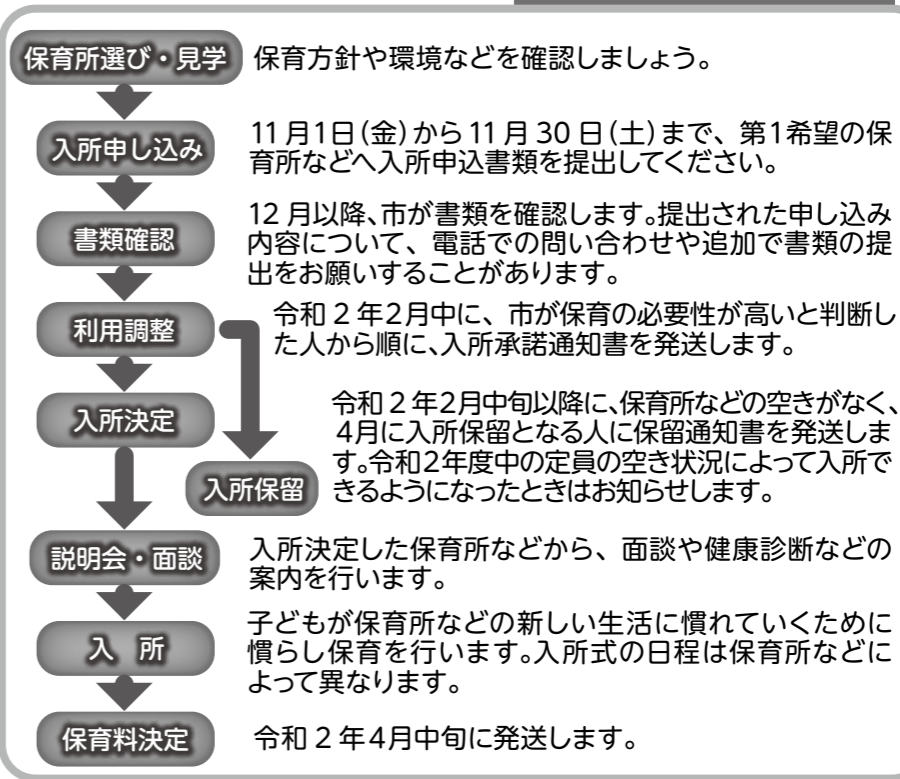 保育所選び・見学
保育方針や環境などを確認しましょう。
入所申し込み
11月1日(金)から11月30日(土)まで、第1希望の保
育所などへ入所申込書類を提出してください。
書類確認
12月以降、市が書類を確認します。提出された申し込み
内容について、電話での問い合わせや追加で書類の提
出をお願いすることがあります。
利用調整
令和2年2月中に、市が保育の必要性が高いと判断し
た人から順に、入所承諾通知書を発送します。
入所決定
令和2年2月中旬以降に、保育所などの空きがなく、
4月に入所保留となる人に保留通知書を発送しま
す。令和2年度中の定員の空き状況によって入所で
きるようになったときはお知らせします。
入所保留
説明会・面談
入所決定した保育所などから、面談や健康診断などの
案内を行います。
入 所
子どもが保育所などの新しい生活に慣れていくために
慣らし保育を行います。入所式の日程は保育所などに
よって異なります。
保育料決定
令和2年4月中旬に発送します。